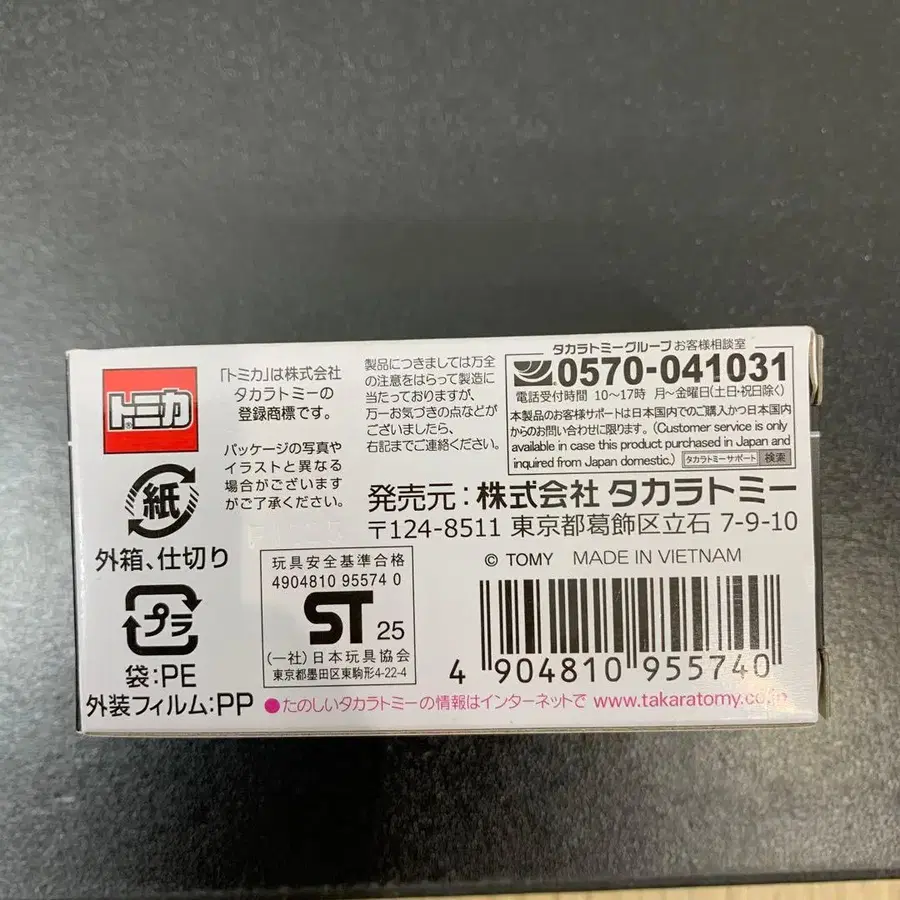 トミカ
®
「トミカ」は株式会社
タカラトミーの
登録商標です。
パッケージの写真や
イラストと異なる
場合がございます
がご了承ください。
製品につきましては万全
の注意をはらって製造に
当たっておりますが、
万一お気づきの点などが
ございましたら、
右記までご連絡ください。
タカラトミーグループ お客様相談室
0570-041031
電話受付時間 10~17時 月~金曜日(土日・祝日除く)
本製品のお客様サポートは日本国内でのご購入かつ日本国内
からのお問い合わせに限ります。(Customer service is only
available in case this product purchased in Japan and
inquired from Japan domestic.) タカラトミーサポート 検索
発売元:株式会社 タカラトミー
〒124-8511 東京都葛飾区立石 7-9-10
© TOMY MADE IN VIETNAM
紙
外箱、仕切り
プラ
袋:PE
外装フィルム:PP
玩具安全基準合格
4904810 95574 0
ST 25
(一社)日本玩具協会
東京都墨田区東駒形4-22-4
4 904810 955740
●たのしいタカラトミーの情報はインターネットで www.takaratomy.co.jp